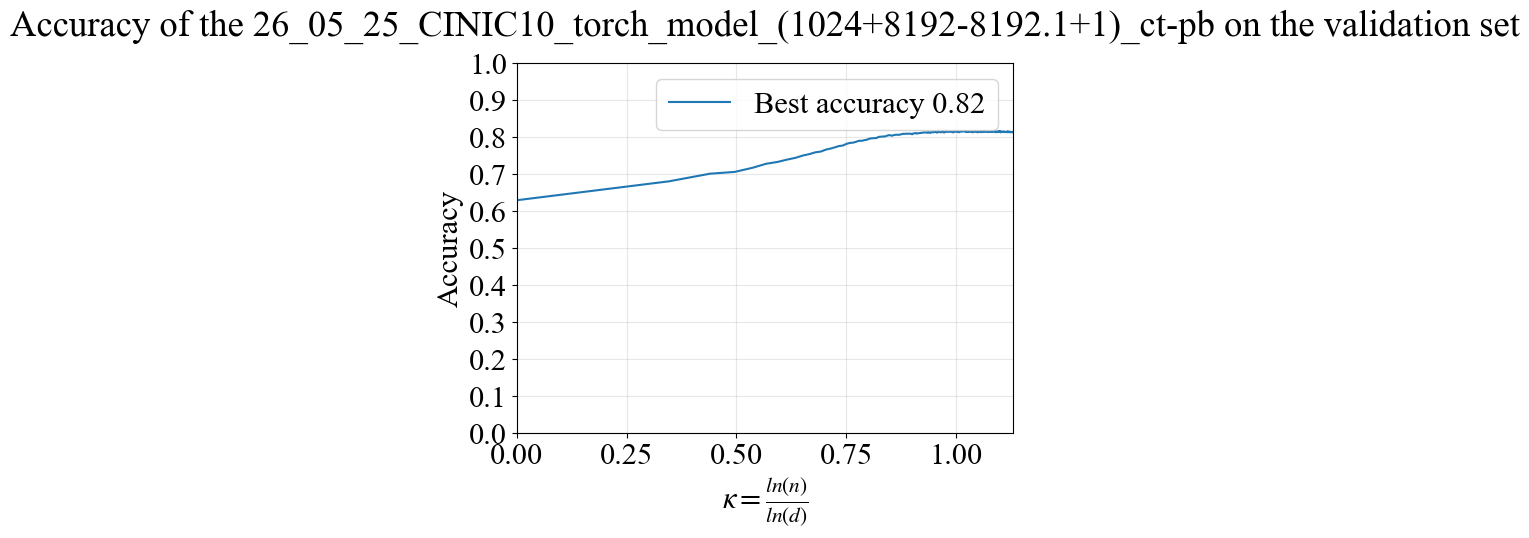 Accuracy of the 26_05_25_CINIC10_torch_model_(1024+8192-8192.1+1)_ct-pb on the validation set
Best accuracy 0.82
Accuracy
1.0
0.9
0.8
0.7
0.6
0.5
0.4
0.3
0.2
0.1
0.0
0.00 0.25 0.50 0.75 1.00
κ = ln(n) / ln(d)